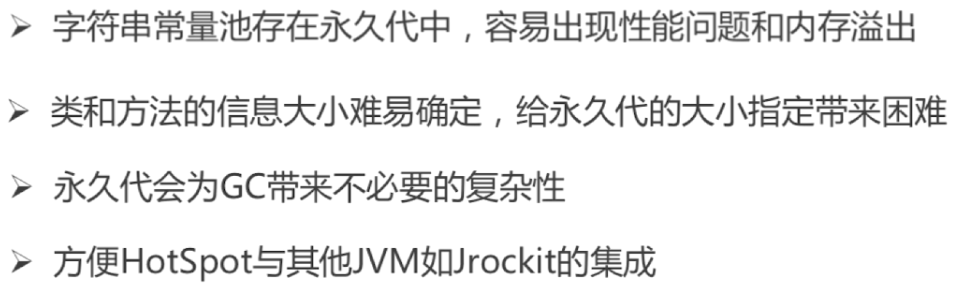 ➢ 字符串常量池存在永久代中，容易出现性能问题和内存溢出
➢ 类和方法的信息大小难易确定，给永久代的大小指定带来困难
➢ 永久代会为GC带来不必要的复杂性
➢ 方便HotSpot与其他JVM如Jrockit的集成